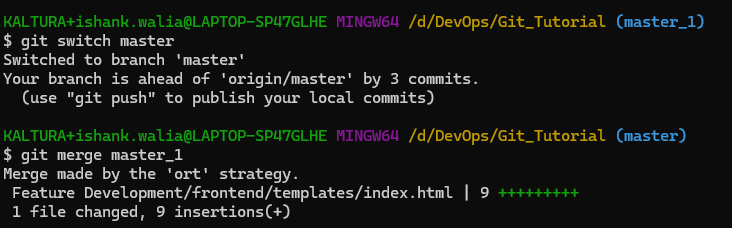 KALTURA+ishank.walia@LAPTOP-SP47GLHE MINGW64 /d/DevOps/Git_Tutorial (master_1)
$ git switch master
Switched to branch 'master'
Your branch is ahead of 'origin/master' by 3 commits.
  (use "git push" to publish your local commits)

KALTURA+ishank.walia@LAPTOP-SP47GLHE MINGW64 /d/DevOps/Git_Tutorial (master)
$ git merge master_1
Merge made by the 'ort' strategy.
 Feature Development/frontend/templates/index.html | 9 +++++++++
 1 file changed, 9 insertions(+)